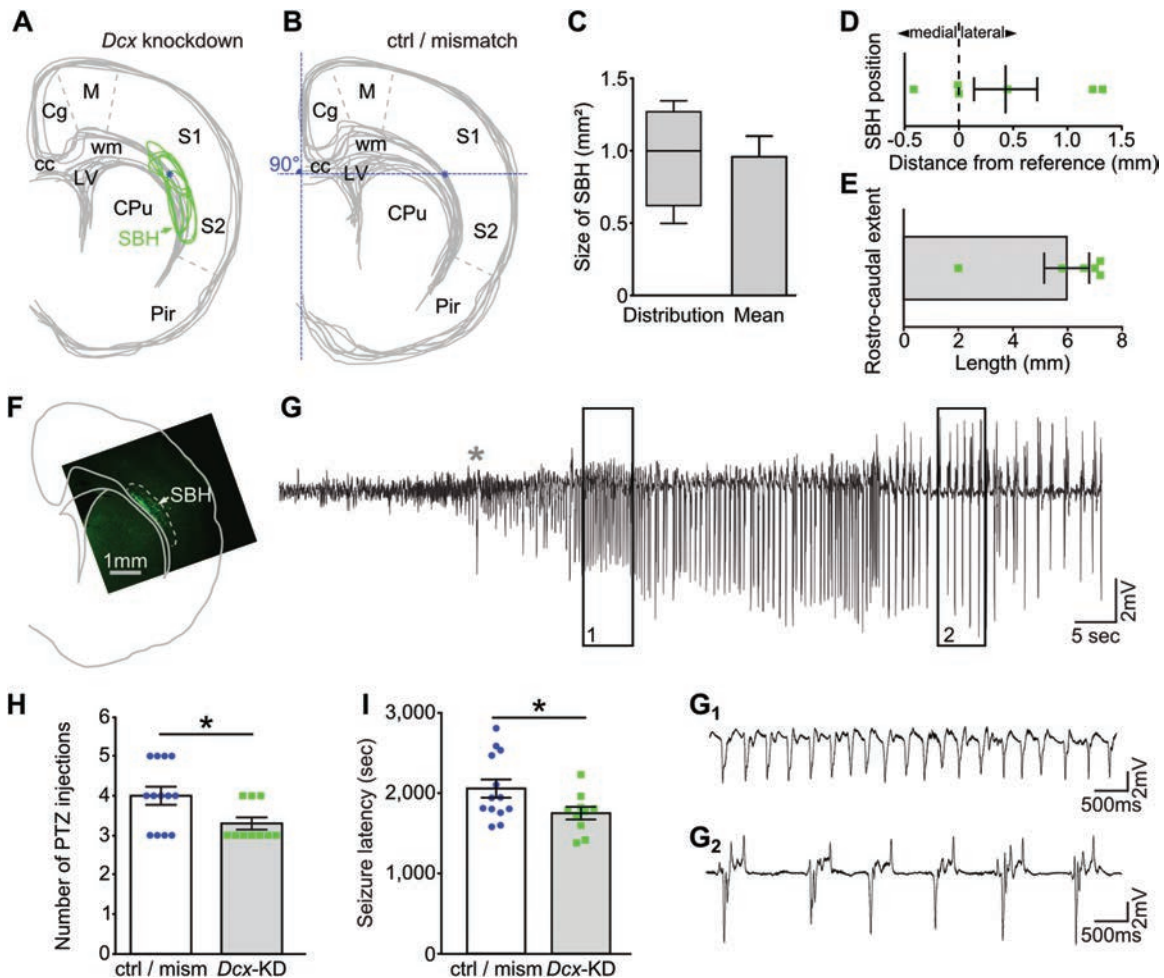 A
Dcx knockdown
M
Cg
S1
wm
cc
LV
CPu
S2
SBH
Pir
B
ctrl / mismatch
M
Cg
S1
90°
wm
cc
LV
CPu
S2
Pir
C
Size of SBH (mm²)
1.5
1.0
0.5
0
Distribution
Mean
D
medial
lateral
SBH position
-0.5
0
0.5
1.0
1.5
Distance from reference (mm)
E
Rostro-caudal extent
0
2
4
6
8
Length (mm)
F
SBH
1mm
G
*
1
2
2mV
5 sec
H
Number of PTZ injections
6
5
4
3
2
1
0
*
ctrl / mism
Dcx-KD
I
Seizure latency (sec)
3,000
2,000
1,000
0
*
ctrl / mism
Dcx-KD
G1
2mV
500ms
G2
2mV
500ms